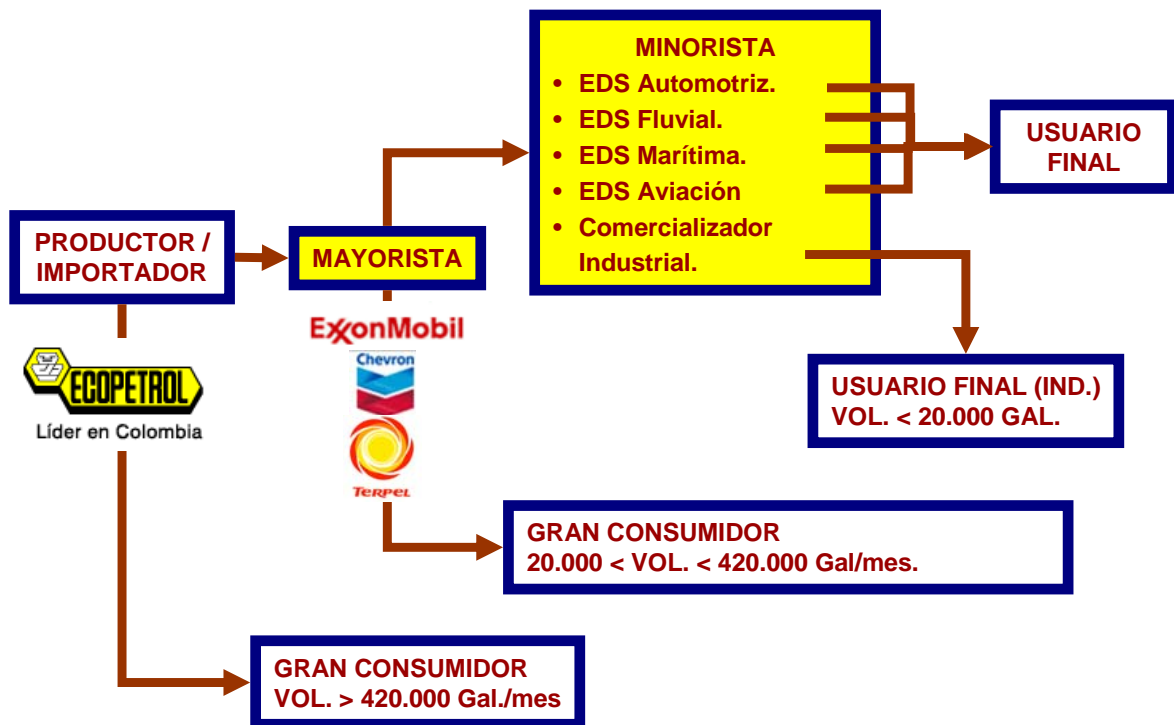 MINORISTA
• EDS Automotriz.
• EDS Fluvial.
• EDS Marítima.
• EDS Aviación
• Comercializador
Industrial.
USUARIO
FINAL
PRODUCTOR /
IMPORTADOR
MAYORISTA
ExxonMobil
Chevron
TERPEL
ECOPETROL
Líder en Colombia
USUARIO FINAL (IND.)
VOL. < 20.000 GAL.
GRAN CONSUMIDOR
20.000 < VOL. < 420.000 Gal/mes.
GRAN CONSUMIDOR
VOL. > 420.000 Gal./mes